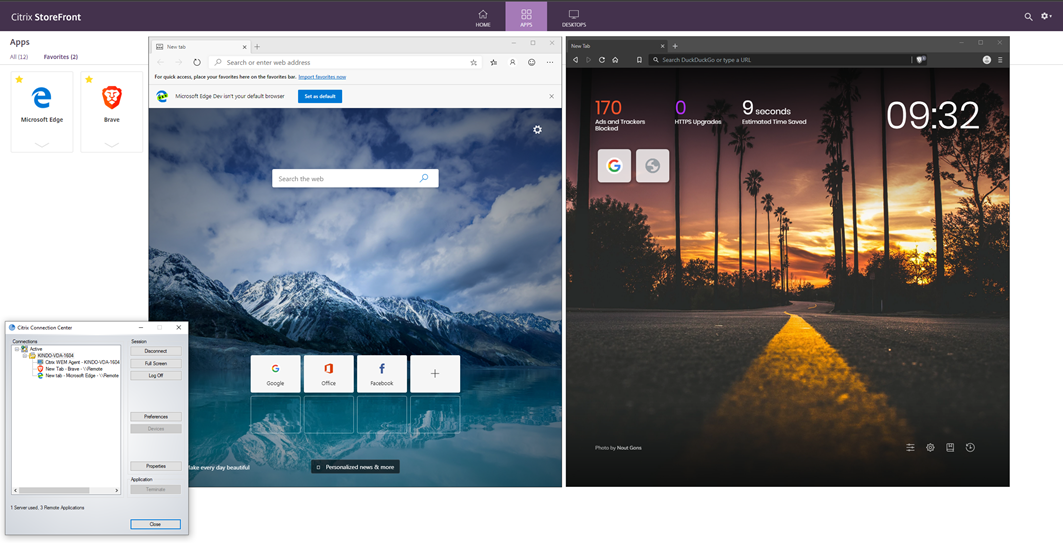 Citrix StoreFront
HOME
APPS
DESKTOPS
Apps
All (12)
Favorites (2)
Microsoft Edge
Brave
New tab
Search or enter web address
For quick access, place your favorites here on the favorites bar. Import favorites now
Microsoft Edge Dev isn't your default browser
Set as default
Search the web
Google
Office
Facebook
Make every day beautiful
Personalized news & more
New Tab
Search DuckDuckGo or type a URL
170
Ads and Trackers
Blocked
0
HTTPS Upgrades
9 seconds
Estimated Time Saved
09:32
Photo by Nout Gons
Citrix Connection Center
Connections
Active
KINDO-VDA-1604
Citrix WEM Agent - KINDO-VDA-1604
New Tab - Brave - \\Remote
New tab - Microsoft Edge - \\Remote
Session
Disconnect
Full Screen
Log Off
Preferences
Devices
Properties
Application
Terminate
1 Server used, 3 Remote Applications
Close